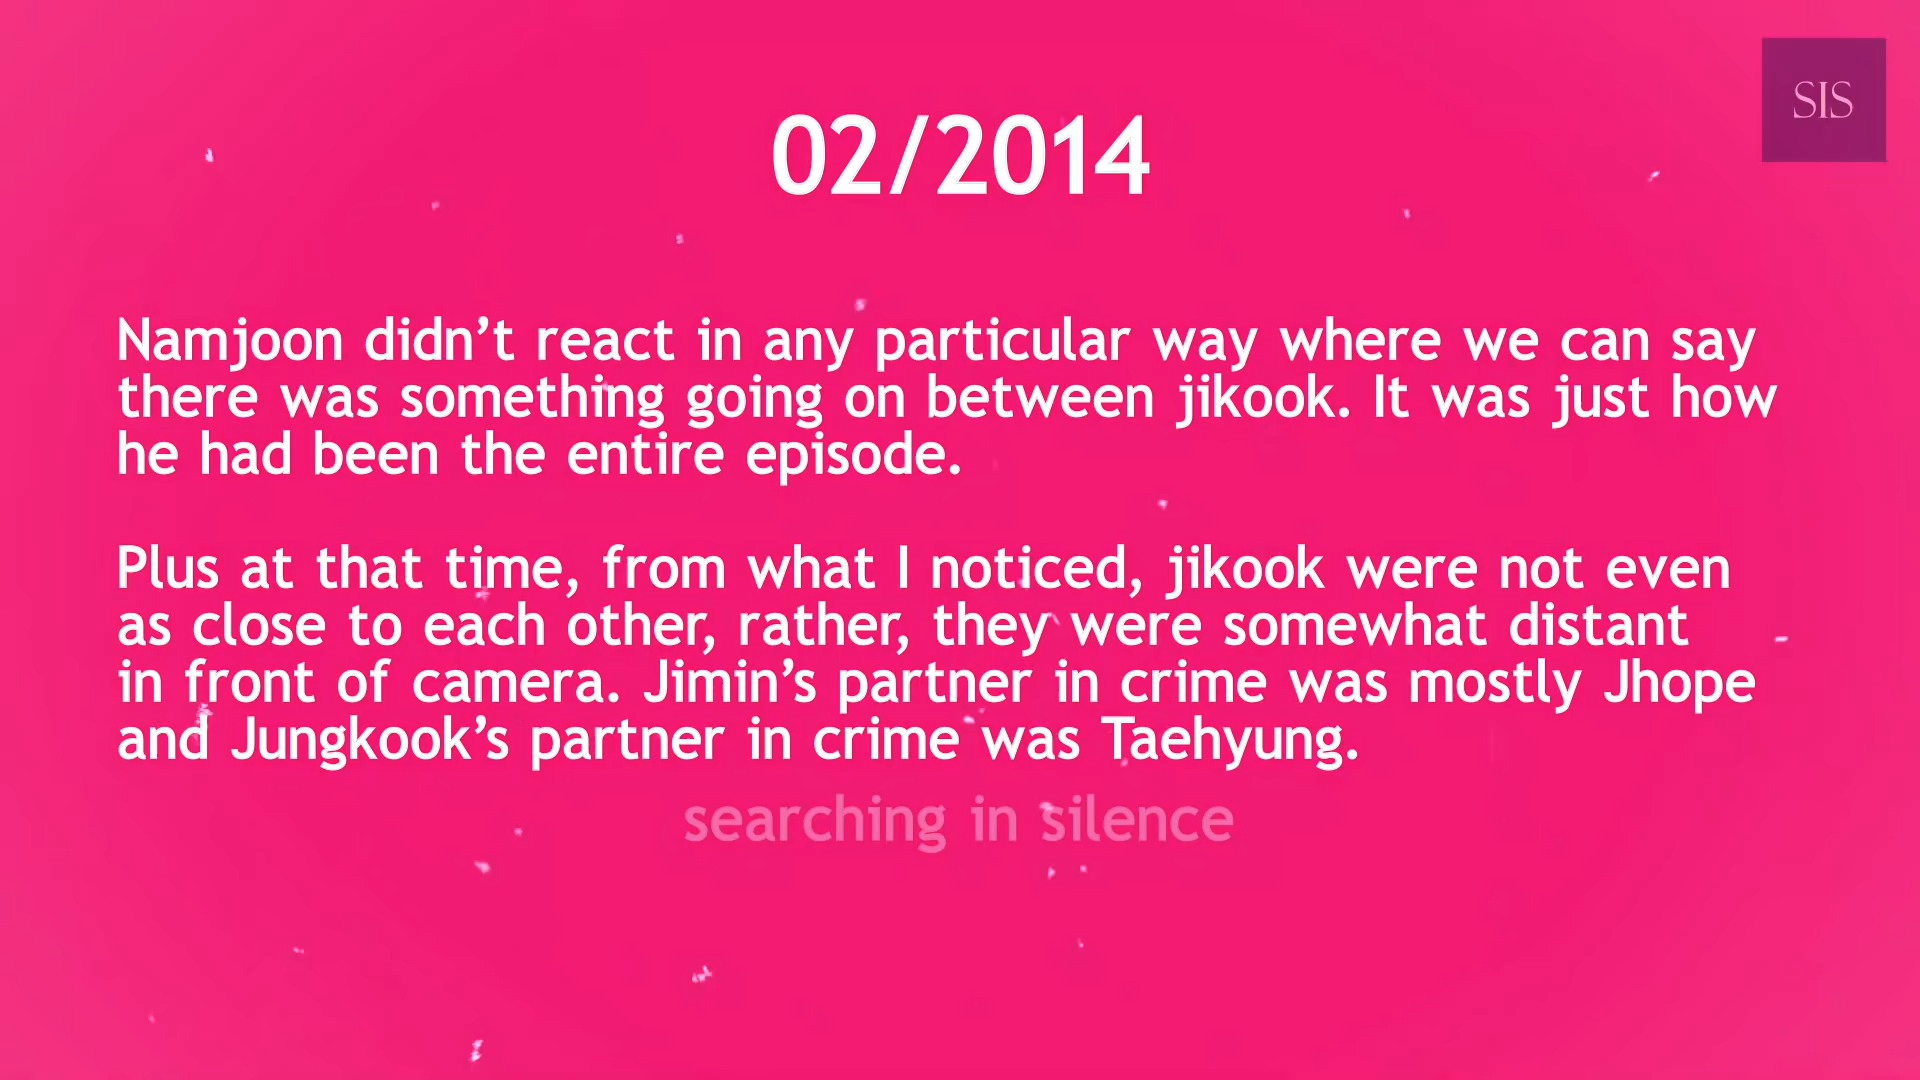 SIS
02/2014
Namjoon didn’t react in any particular way where we can say
there was something going on between jikook. It was just how
he had been the entire episode.
Plus at that time, from what I noticed, jikook were not even
as close to each other, rather, they were somewhat distant
in front of camera. Jimin’s partner in crime was mostly Jhope
and Jungkook’s partner in crime was Taehyung.
searching in silence